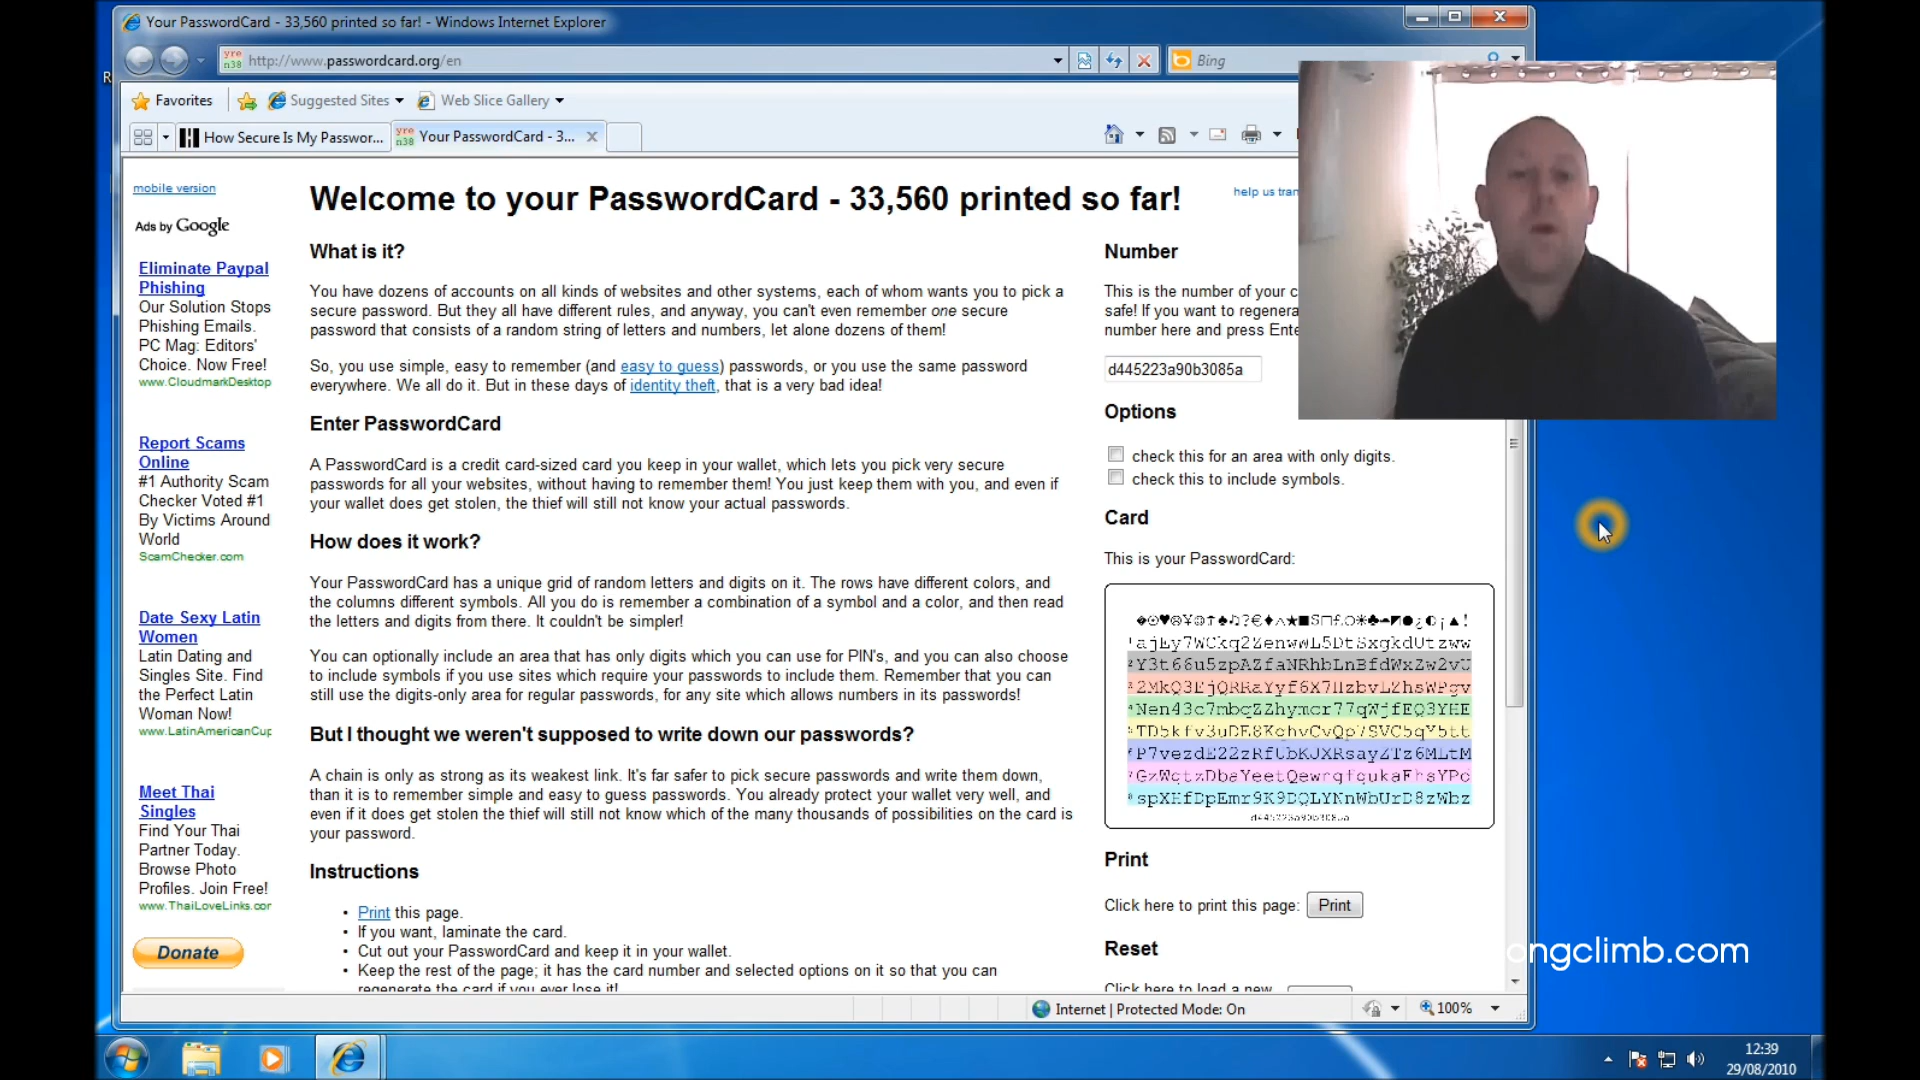 Your PasswordCard - 33,560 printed so far! - Windows Internet Explorer
http://www.passwordcard.org/en
Bing
Favorites
Suggested Sites
Web Slice Gallery
How Secure Is My Passwor...
Your PasswordCard - 3...
mobile version
Ads by Google
Eliminate Paypal
Phishing
Our Solution Stops
Phishing Emails.
PC Mag: Editors'
Choice. Now Free!
www.CloudmarkDesktop
Report Scams
Online
#1 Authority Scam
Checker Voted #1
By Victims Around
World
ScamChecker.com
Date Sexy Latin
Women
Latin Dating and
Singles Site. Find
the Perfect Latin
Woman Now!
www.LatinAmericanCup
Meet Thai
Singles
Find Your Thai
Partner Today.
Browse Photo
Profiles. Join Free!
www.ThaiLoveLinks.cor
Donate
Welcome to your PasswordCard - 33,560 printed so far!
What is it?
You have dozens of accounts on all kinds of websites and other systems, each of whom wants you to pick a
secure password. But they all have different rules, and anyway, you can't even remember one secure
password that consists of a random string of letters and numbers, let alone dozens of them!
So, you use simple, easy to remember (and easy to guess) passwords, or you use the same password
everywhere. We all do it. But in these days of identity theft, that is a very bad idea!
Enter PasswordCard
A PasswordCard is a credit card-sized card you keep in your wallet, which lets you pick very secure
passwords for all your websites, without having to remember them! You just keep them with you, and even if
your wallet does get stolen, the thief will still not know your actual passwords.
How does it work?
Your PasswordCard has a unique grid of random letters and digits on it. The rows have different colors, and
the columns different symbols. All you do is remember a combination of a symbol and a color, and then read
the letters and digits from there. It couldn't be simpler!
You can optionally include an area that has only digits which you can use for PIN's, and you can also choose
to include symbols if you use sites which require your passwords to include them. Remember that you can
still use the digits-only area for regular passwords, for any site which allows numbers in its passwords!
But I thought we weren't supposed to write down our passwords?
A chain is only as strong as its weakest link. It's far safer to pick secure passwords and write them down,
than it is to remember simple and easy to guess passwords. You already protect your wallet very well, and
even if it does get stolen the thief will still not know which of the many thousands of possibilities on the card is
your password.
Instructions
• Print this page.
• If you want, laminate the card.
• Cut out your PasswordCard and keep it in your wallet.
• Keep the rest of the page; it has the card number and selected options on it so that you can
regenerate the card if you ever lose it!
help us tran
Number
This is the number of your c
safe! If you want to regenera
number here and press Ente
d445223a90b3085a
Options
check this for an area with only digits.
check this to include symbols.
Card
This is your PasswordCard:
d445223a90b3085a
Print
Click here to print this page: Print
Reset
Click here to load a new
ongclimb.com
Internet | Protected Mode: On
100%
12:39
29/08/2010